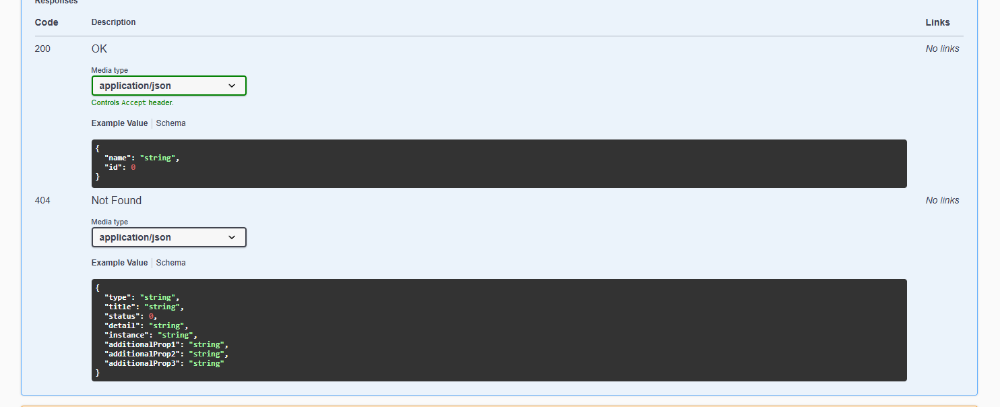 Responses
Code Description Links
200 OK No links
Media type
application/json
Controls Accept header.
Example Value Schema
{
"name": "string",
"id": 0
}
404 Not Found No links
Media type
application/json
Example Value Schema
{
"type": "string",
"title": "string",
"status": 0,
"detail": "string",
"instance": "string",
"additionalProp1": "string",
"additionalProp2": "string",
"additionalProp3": "string"
}